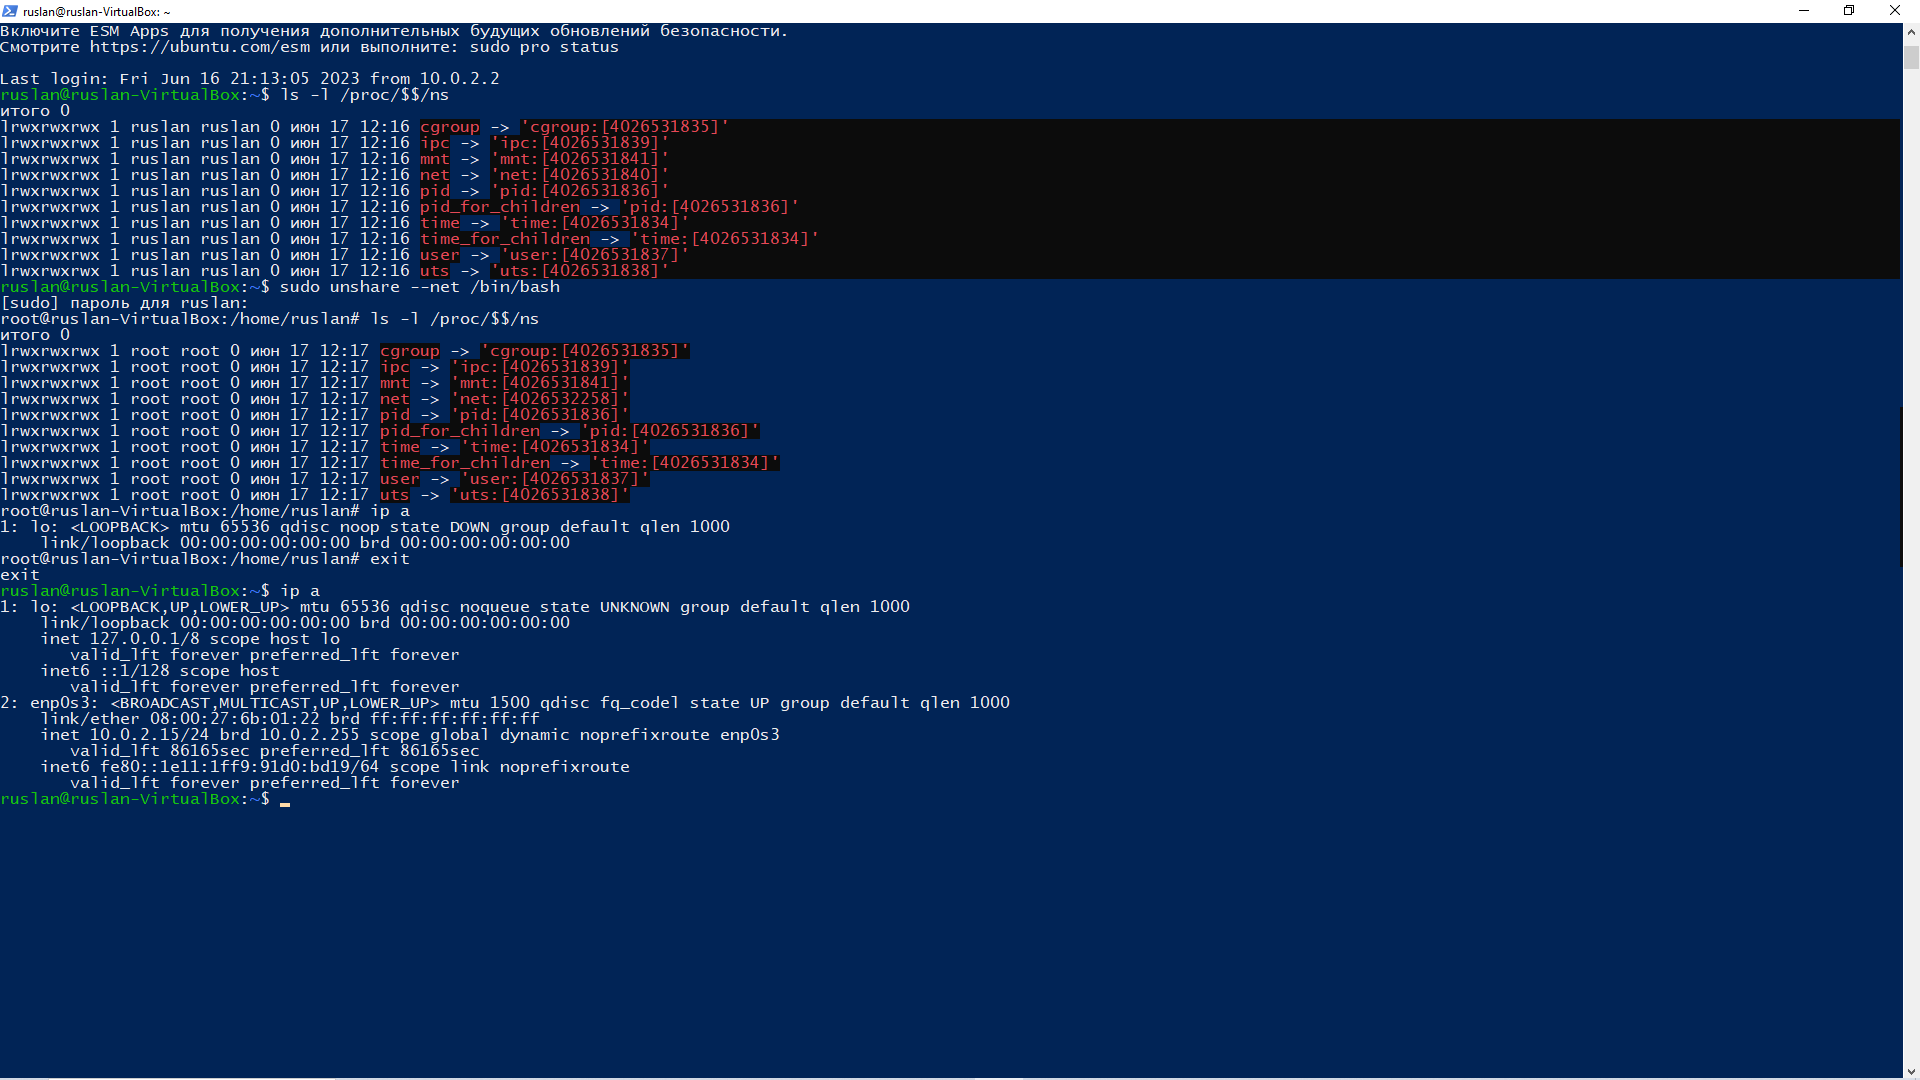 ruslan@ruslan-VirtualBox: ~
Включите ESM Apps для получения дополнительных будущих обновлений безопасности.
Смотрите https://ubuntu.com/esm или выполните: sudo pro status
Last login: Fri Jun 16 21:13:05 2023 from 10.0.2.2
ruslan@ruslan-VirtualBox:~$ ls -l /proc/$$/ns
итого 0
lrwxrwxrwx 1 ruslan ruslan 0 июн 17 12:16 cgroup -> 'cgroup:[4026531835]'
lrwxrwxrwx 1 ruslan ruslan 0 июн 17 12:16 ipc -> 'ipc:[4026531839]'
lrwxrwxrwx 1 ruslan ruslan 0 июн 17 12:16 mnt -> 'mnt:[4026531841]'
lrwxrwxrwx 1 ruslan ruslan 0 июн 17 12:16 net -> 'net:[4026531840]'
lrwxrwxrwx 1 ruslan ruslan 0 июн 17 12:16 pid -> 'pid:[4026531836]'
lrwxrwxrwx 1 ruslan ruslan 0 июн 17 12:16 pid_for_children -> 'pid:[4026531836]'
lrwxrwxrwx 1 ruslan ruslan 0 июн 17 12:16 time -> 'time:[4026531834]'
lrwxrwxrwx 1 ruslan ruslan 0 июн 17 12:16 time_for_children -> 'time:[4026531834]'
lrwxrwxrwx 1 ruslan ruslan 0 июн 17 12:16 user -> 'user:[4026531837]'
lrwxrwxrwx 1 ruslan ruslan 0 июн 17 12:16 uts -> 'uts:[4026531838]'
ruslan@ruslan-VirtualBox:~$ sudo unshare --net /bin/bash
[sudo] пароль для ruslan:
root@ruslan-VirtualBox:/home/ruslan# ls -l /proc/$$/ns
итого 0
lrwxrwxrwx 1 root root 0 июн 17 12:17 cgroup -> 'cgroup:[4026531835]'
lrwxrwxrwx 1 root root 0 июн 17 12:17 ipc -> 'ipc:[4026531839]'
lrwxrwxrwx 1 root root 0 июн 17 12:17 mnt -> 'mnt:[4026531841]'
lrwxrwxrwx 1 root root 0 июн 17 12:17 net -> 'net:[4026532258]'
lrwxrwxrwx 1 root root 0 июн 17 12:17 pid -> 'pid:[4026531836]'
lrwxrwxrwx 1 root root 0 июн 17 12:17 pid_for_children -> 'pid:[4026531836]'
lrwxrwxrwx 1 root root 0 июн 17 12:17 time -> 'time:[4026531834]'
lrwxrwxrwx 1 root root 0 июн 17 12:17 time_for_children -> 'time:[4026531834]'
lrwxrwxrwx 1 root root 0 июн 17 12:17 user -> 'user:[4026531837]'
lrwxrwxrwx 1 root root 0 июн 17 12:17 uts -> 'uts:[4026531838]'
root@ruslan-VirtualBox:/home/ruslan# ip a
1: lo: <LOOPBACK> mtu 65536 qdisc noop state DOWN group default qlen 1000
link/loopback 00:00:00:00:00:00 brd 00:00:00:00:00:00
root@ruslan-VirtualBox:/home/ruslan# exit
exit
ruslan@ruslan-VirtualBox:~$ ip a
1: lo: <LOOPBACK,UP,LOWER_UP> mtu 65536 qdisc noqueue state UNKNOWN group default qlen 1000
link/loopback 00:00:00:00:00:00 brd 00:00:00:00:00:00
inet 127.0.0.1/8 scope host lo
valid_lft forever preferred_lft forever
inet6 ::1/128 scope host
valid_lft forever preferred_lft forever
2: enp0s3: <BROADCAST,MULTICAST,UP,LOWER_UP> mtu 1500 qdisc fq_codel state UP group default qlen 1000
link/ether 08:00:27:6b:01:22 brd ff:ff:ff:ff:ff:ff
inet 10.0.2.15/24 brd 10.0.2.255 scope global dynamic noprefixroute enp0s3
valid_lft 86165sec preferred_lft 86165sec
inet6 fe80::1e11:1ff9:91d0:bd19/64 scope link noprefixroute
valid_lft forever preferred_lft forever
ruslan@ruslan-VirtualBox:~$